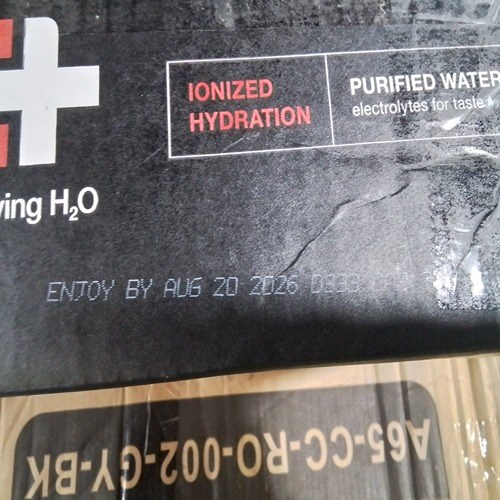 IONIZED
HYDRATION
PURIFIED WATER
electrolytes for taste
ving H₂O
ENJOY BY AUG 20 2026
A65-CC-RO-002-GY-BK